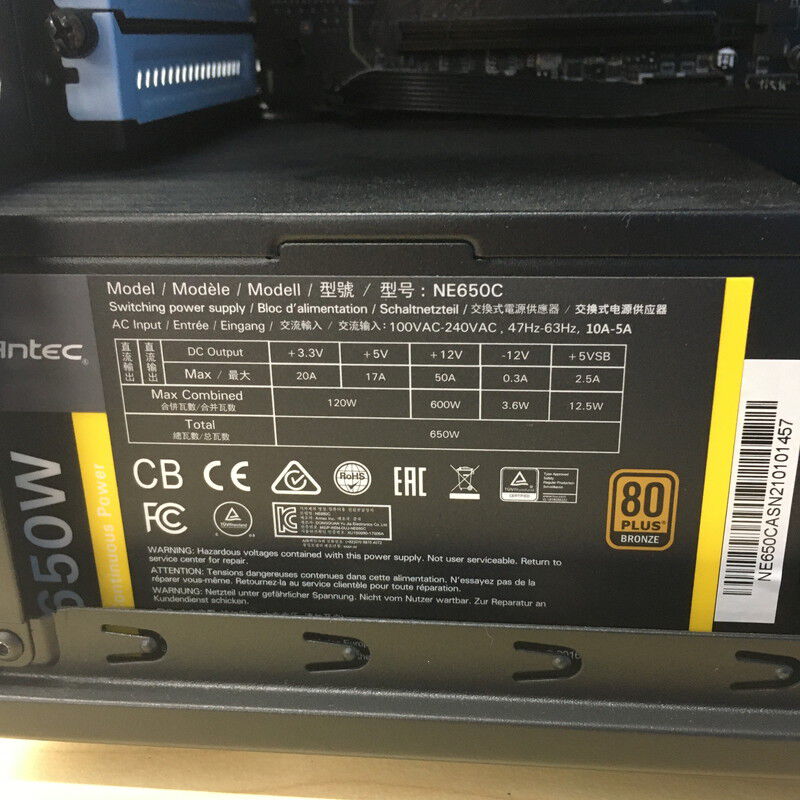 Antec®
650W
Continuous Power
Model / Modèle / Modell / 型號 / 型号 : NE650C
Switching power supply / Bloc d'alimentation / Schaltnetzteil / 交換式電源供應器 / 交换式电源供应器
AC Input / Entrée / Eingang / 交流輸入 / 交流输入 : 100VAC-240VAC , 47Hz-63Hz, 10A-5A
直流輸出 直流输出 DC Output +3.3V +5V +12V -12V +5VSB
Max / 最大 20A 17A 50A 0.3A 2.5A
Max Combined 120W 600W 3.6W 12.5W
合併瓦數/合并瓦数
Total 650W
總瓦數/总瓦数
CB CE RoHS EAC
FC
80
PLUS®
BRONZE
WARNING: Hazardous voltages contained with this power supply. Not user serviceable. Return to
service center for repair.
ATTENTION: Tensions dangereuses contenues dans cette alimentation. N'essayez pas de la
réparer vous-même. Retournez-la au service clientèle pour toute réparation.
WARNUNG: Netzteil unter gefährlicher Spannung. Nicht vom Nutzer wartbar. Zur Reparatur an
Kundendienst schicken.
NE650CASN210101457